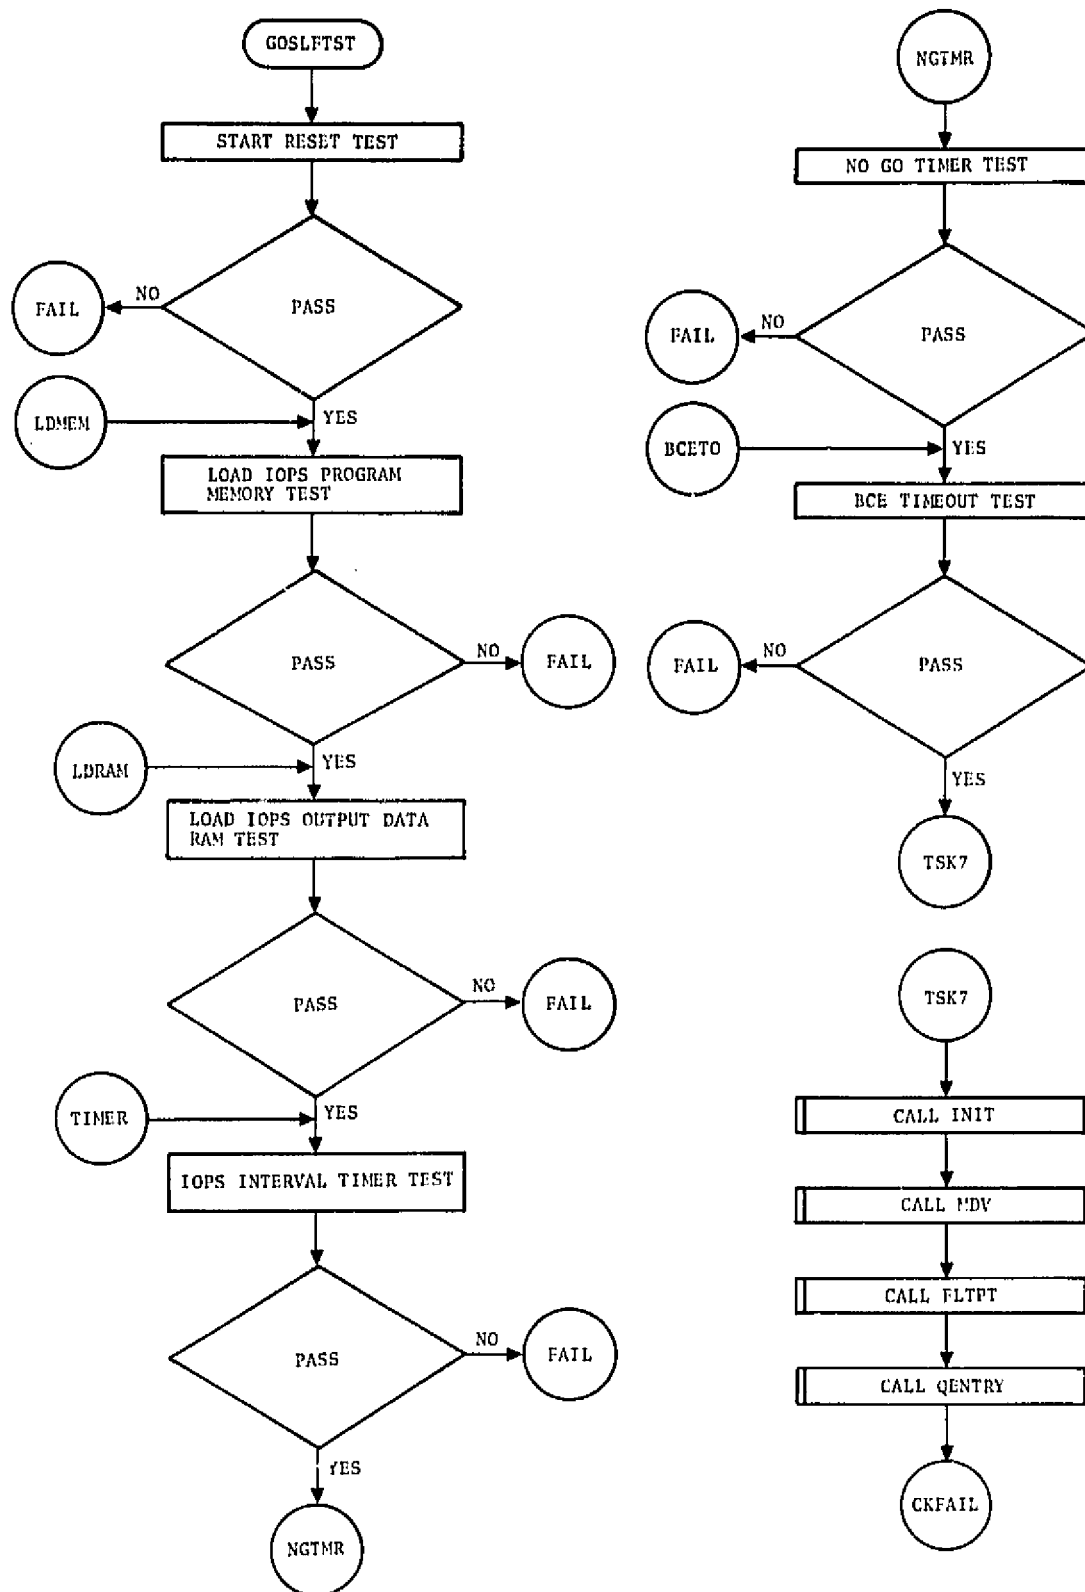 GOSLFTST
START RESET TEST
PASS
NO
FAIL
YES
LDMEM
LOAD IOPS PROGRAM
MEMORY TEST
PASS
NO
FAIL
YES
LDRAM
LOAD IOPS OUTPUT DATA
RAM TEST
PASS
NO
FAIL
YES
TIMER
IOPS INTERVAL TIMER TEST
PASS
NO
FAIL
YES
NGTMR
NGTMR
NO GO TIMER TEST
PASS
NO
FAIL
YES
BCETO
BCE TIMEOUT TEST
PASS
NO
FAIL
YES
TSK7
TSK7
CALL INIT
CALL MDV
CALL FLTPT
CALL QENTRY
CKFAIL